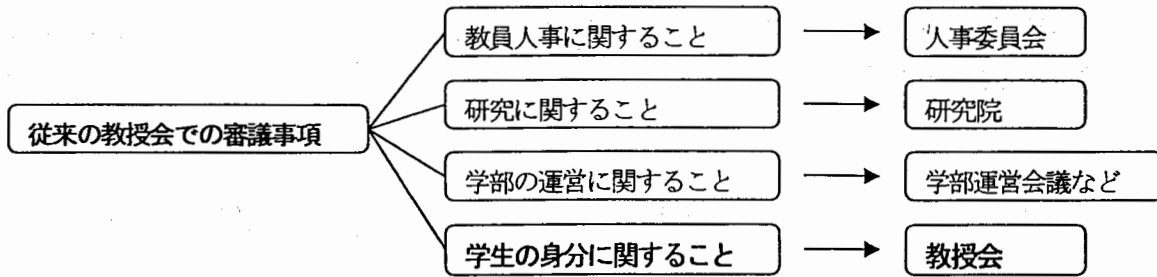 教員人事に関すること
人事委員会
研究に関すること
研究院
従来の教授会での審議事項
学部の運営に関すること
学部運営会議など
学生の身分に関すること
教授会